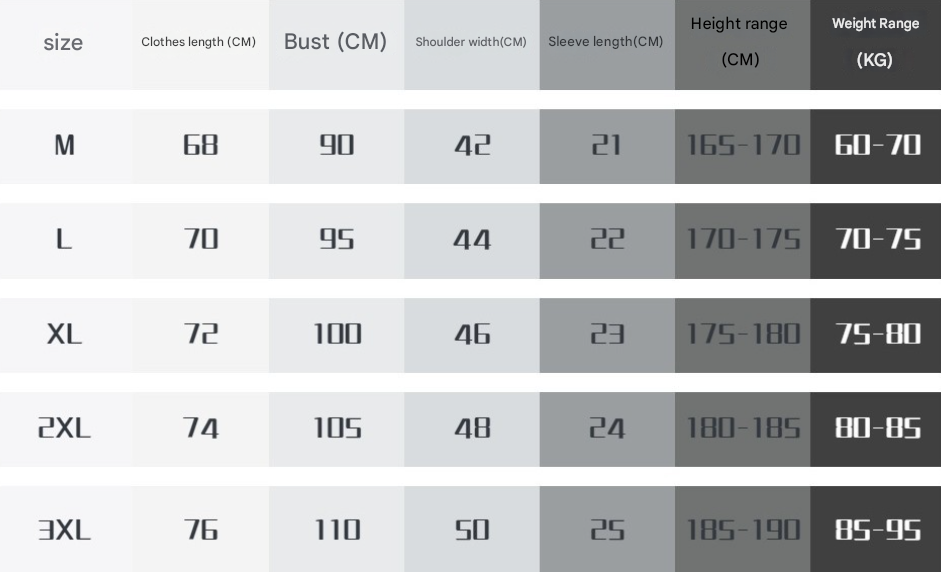 size Clothes length (CM) Bust (CM) Shoulder width(CM) Sleeve length(CM) Height range (CM) Weight Range (KG)
M 68 90 42 21 165-170 60-70
L 70 95 44 22 170-175 70-75
XL 72 100 46 23 175-180 75-80
2XL 74 105 48 24 180-185 80-85
3XL 76 110 50 25 185-190 85-95